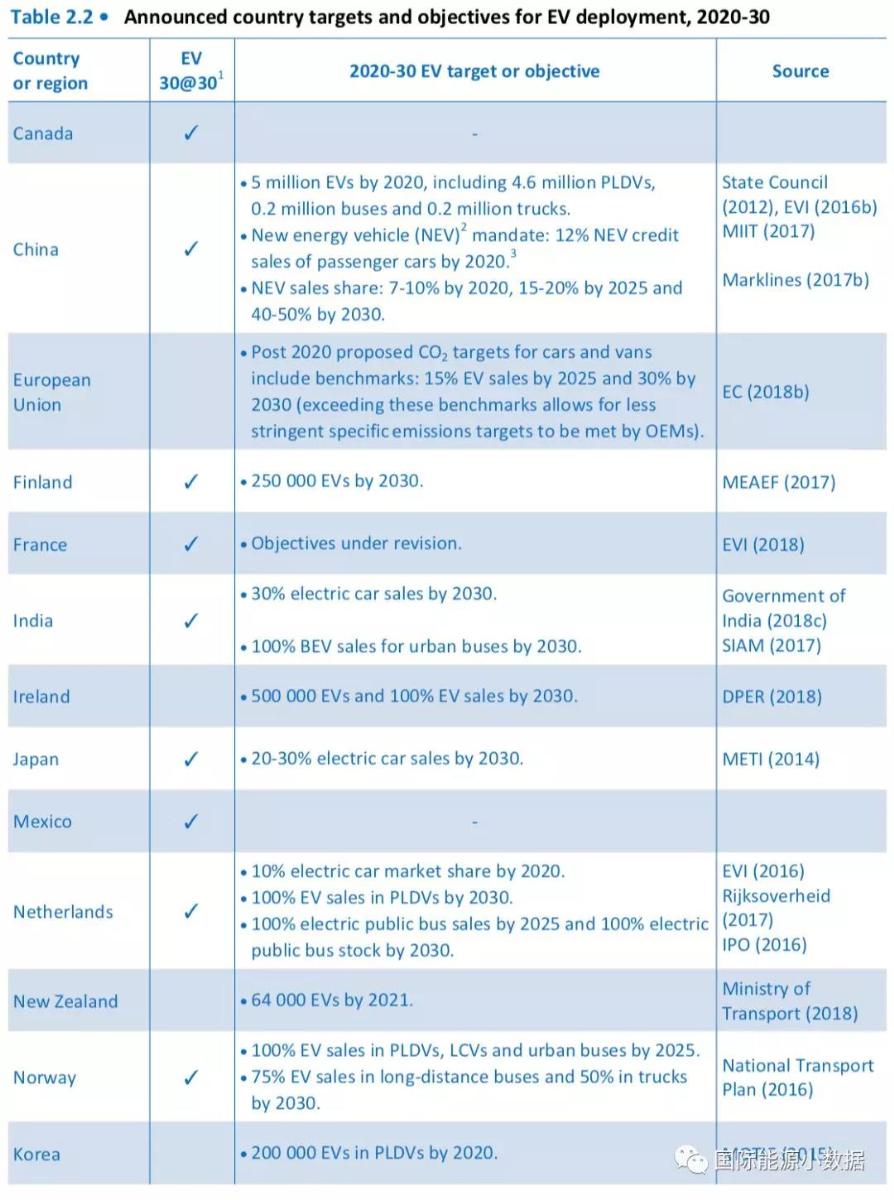 Table 2.2 • Announced country targets and objectives for EV deployment, 2020-30
Country or region
EV 30@30¹
2020-30 EV target or objective
Source
Canada
✓
-
China
✓
• 5 million EVs by 2020, including 4.6 million PLDVs,
0.2 million buses and 0.2 million trucks.
• New energy vehicle (NEV)² mandate: 12% NEV credit
sales of passenger cars by 2020.³
• NEV sales share: 7-10% by 2020, 15-20% by 2025 and
40-50% by 2030.
State Council
(2012), EVI (2016b)
MIIT (2017)
Marklines (2017b)
European
Union
• Post 2020 proposed CO₂ targets for cars and vans
include benchmarks: 15% EV sales by 2025 and 30% by
2030 (exceeding these benchmarks allows for less
stringent specific emissions targets to be met by OEMs).
EC (2018b)
Finland
✓
• 250 000 EVs by 2030.
MEAEF (2017)
France
✓
• Objectives under revision.
EVI (2018)
India
✓
• 30% electric car sales by 2030.
• 100% BEV sales for urban buses by 2030.
Government of
India (2018c)
SIAM (2017)
Ireland
• 500 000 EVs and 100% EV sales by 2030.
DPER (2018)
Japan
✓
• 20-30% electric car sales by 2030.
METI (2014)
Mexico
✓
-
Netherlands
✓
• 10% electric car market share by 2020.
• 100% EV sales in PLDVs by 2030.
• 100% electric public bus sales by 2025 and 100% electric
public bus stock by 2030.
EVI (2016)
Rijksoverheid
(2017)
IPO (2016)
New Zealand
• 64 000 EVs by 2021.
Ministry of
Transport (2018)
Norway
✓
• 100% EV sales in PLDVs, LCVs and urban buses by 2025.
• 75% EV sales in long-distance buses and 50% in trucks
by 2030.
National Transport
Plan (2016)
Korea
• 200 000 EVs in PLDVs by 2020.
国际能源小数据